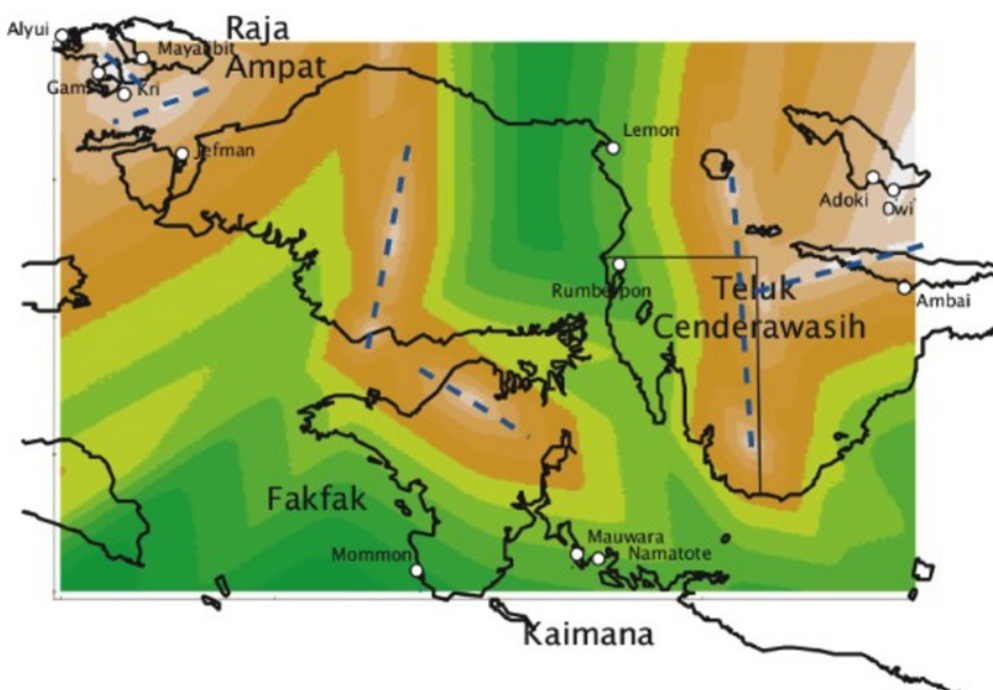 Alyui
Raja
Ampat
Mayalibit
Gam
Kri
Jefman
Lemon
Adoki
Owi
Rumberpon
Teluk
Cenderawasih
Ambai
Fakfak
Mommon
Mauwara
Namatote
Kaimana